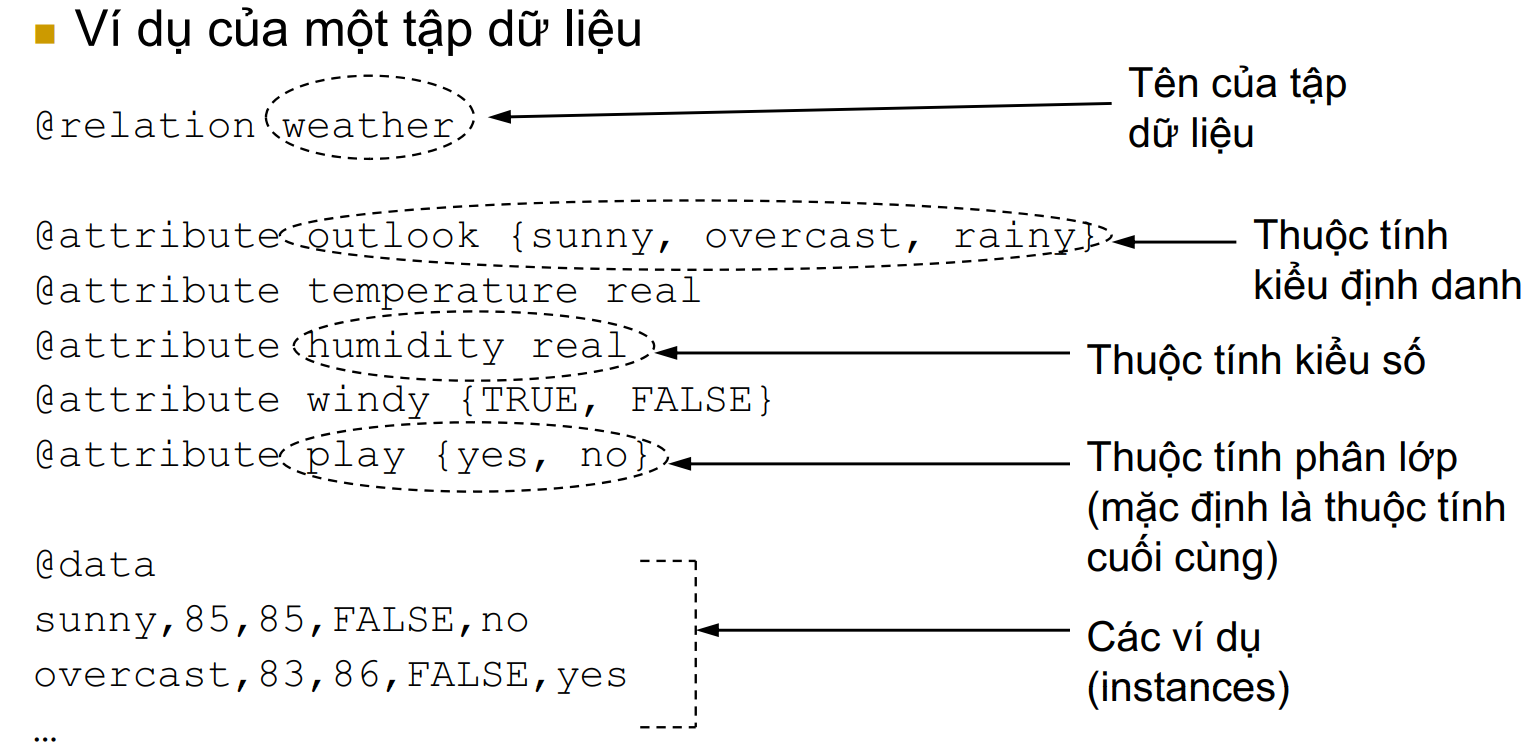 Ví dụ của một tập dữ liệu
@relation weather
Tên của tập
dữ liệu
@attribute outlook {sunny, overcast, rainy}
Thuộc tính
kiểu định danh
@attribute temperature real
@attribute humidity real
Thuộc tính kiểu số
@attribute windy {TRUE, FALSE}
@attribute play {yes, no}
Thuộc tính phân lớp
(mặc định là thuộc tính
cuối cùng)
@data
sunny,85,85,FALSE,no
overcast,83,86,FALSE,yes
…
Các ví dụ
(instances)